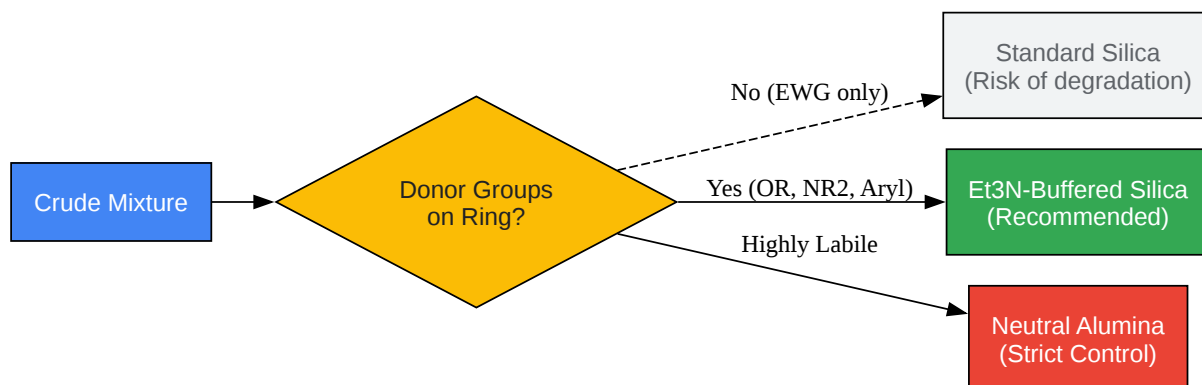 Crude Mixture
Donor Groups
on Ring?
No (EWG only)
Standard Silica
(Risk of degradation)
Yes (OR, NR2, Aryl)
Et3N-Buffered Silica
(Recommended)
Highly Labile
Neutral Alumina
(Strict Control)